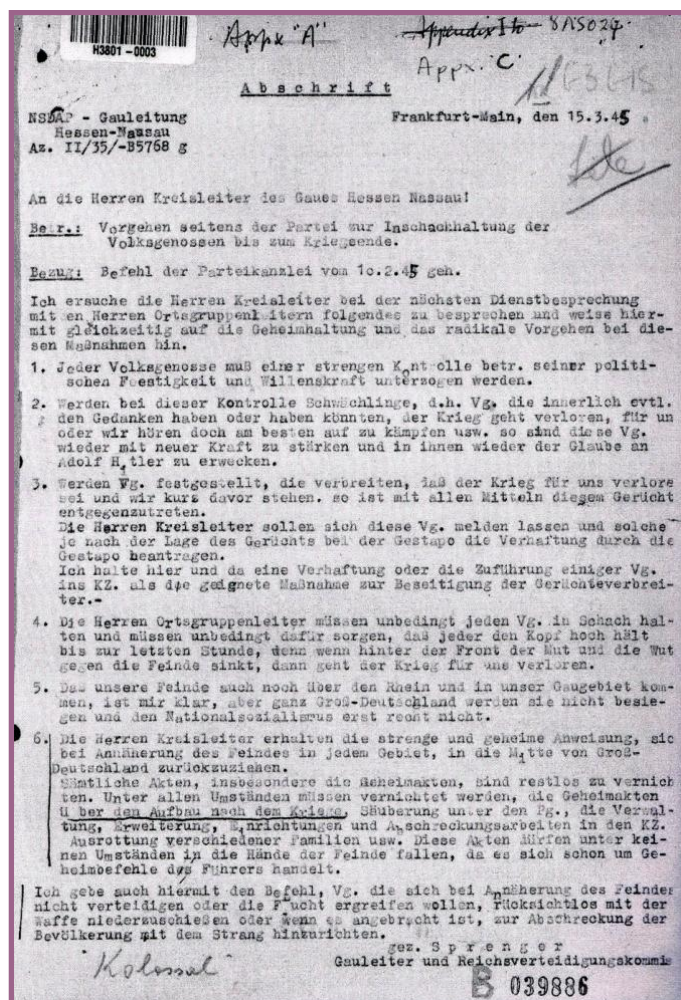 H3801 - 0003
Appx "A"
Appendix I to 8ASO24
Appx. "C"
Abschrift
NSDAP - Gauleitung Frankfurt-Main, den 15.3.45.
Hessen-Nassau
Az. II/35/-B5768 g
An die Herren Kreisleiter des Gaues Hessen Nassau!
Betr.: Vorgehen seitens der Partei zur Inschachhaltung der
Volksgenossen bis zum Kriegsende.
Bezug: Befehl der Parteikanzlei vom 10.2.45 geh.
Ich ersuche die Herren Kreisleiter bei der nächsten Dienstbesprechung
mit en Herren Ortsgruppenleitern folgendes zu besprechen und weise hier-
mit gleichzeitig auf die Geheimhaltung und das radikale Vorgehen bei die-
sen Maßnahmen hin.
1. Jeder Volksgenosse muß einer strengen Kontrolle betr. seiner politi-
schen Feestigkeit und Willenskraft unterzogen werden.
2. Werden bei dieser Kontrolle Schwächlinge, d.h. Vg. die innerlich evtl.
den Gedanken haben oder haben könnten, der Krieg geht verloren, für un
oder wir hören doch am besten auf zu kämpfen usw. so sind diese Vg.
wieder mit neuer Kraft zu stärken und in ihnen wieder der Glaube an
Adolf Hitler zu erwecken.
3. Werden Vg. festgestellt, die verbreiten, daß der Krieg für uns verlore
sei und wir kurz davor stehen. so ist mit allen Mitteln diesem Gerücht
entgegenzutreten.
Die Herren Kreisleiter sollen sich diese Vg. melden lassen und solche
je nach der Lage des Gerüchts bei der Gestapo die Verhaftung durch die
Gestapo beantragen.
Ich halte hier und da eine Verhaftung oder die Zuführung einiger Vg.
ins KZ. als die geeignete Maßnahme zur Beseitigung der Gerüchteverbrei-
ter.-
4. Die Herren Ortsgruppenleiter müssen unbedingt jeden Vg. in Schach hal-
ten und müssen unbedingt dafür sorgen, das jeder den Kopf hoch hält
bis zur letzten Stunde, denn wenn hinter der Front der Mut und die Wut
gegen die Feinde sinkt, dann geht der Krieg für uns verloren.
5. Das unsere Feinde auch noch über den Rhein und in unser Gaugebiet kom-
men, ist mir klar, aber ganz Groß-Deutschland werden sie nicht besie-
gen und den Nationalsozialismus erst recht nicht.
6. Die Herren Kreisleiter erhalten die strenge und geheime Anweisung, sic
bei Annäherung des Feindes in jedem Gebiet, in die Mitte von Groß-
Deutschland zurückzuziehen.
Sämtliche Akten, insbesondere die Geheimakten, sind restlos zu vernich
ten. Unter allen Umständen müssen vernichtet werden, die Geheimakten
ü ber den Aufbau nach dem Kriege, Säuberung unter den Pg., die Verwal-
tung, Erweiterung, Einrichtungen und Abschreckungsarbeiten in den KZ.
Ausrottung verschiedener Familien usw. Diese Akten dürfen unter kei-
nen Umständen in die Hände der Feinde fallen, da es sich schon um Ge-
heimbefehle des Führers handelt.
Ich gebe auch hiermit den Befehl, Vg. die sich bei Annäherung des Feindes
nicht verteidigen oder die Flucht ergreifen wollen, rücksichtlos mit der
Waffe niederzuschießen oder wenn es angebracht ist, zur Abschreckung der
Bevölkerung mit dem Strang hinzurichten.
gez. Sprenger
Gauleiter und Reichsverteidigungskommis
"Kolossal"
B 039886